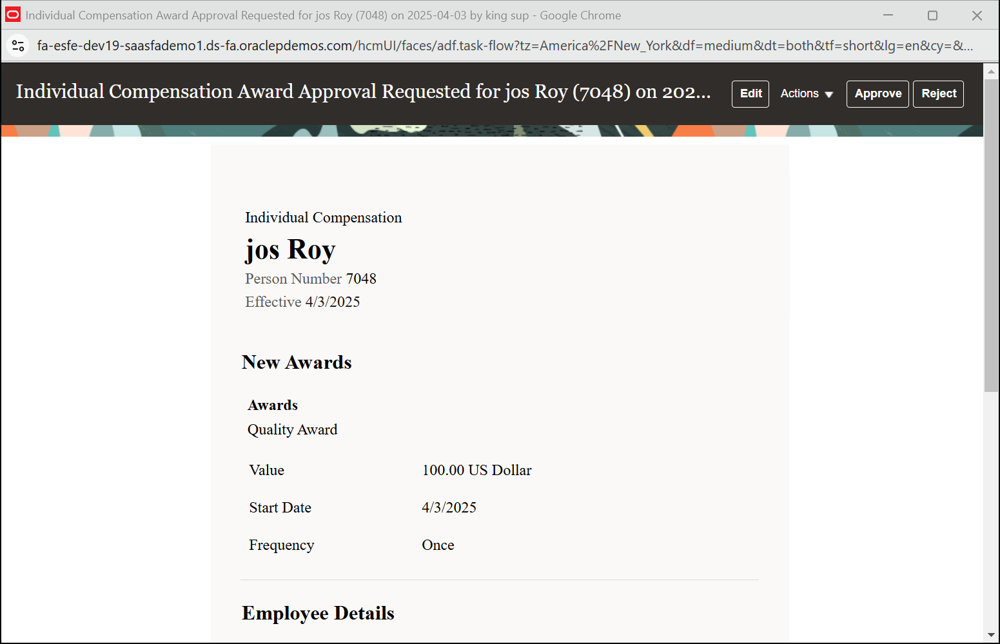 Individual Compensation Award Approval Requested for jos Roy (7048) on 2025-04-03 by king sup - Google Chrome
fa-esfe-dev19-saasfademo1.ds-fa.oraclepdemos.com/hcmUI/faces/adf.task-flow?tz=America%2FNew_York&df=medium&dt=both&tf=short&lg=en&cy=&...
Individual Compensation Award Approval Requested for jos Roy (7048) on 202... Edit Actions Approve Reject
Individual Compensation
jos Roy
Person Number 7048
Effective 4/3/2025
New Awards
Awards
Quality Award
Value 100.00 US Dollar
Start Date 4/3/2025
Frequency Once
Employee Details